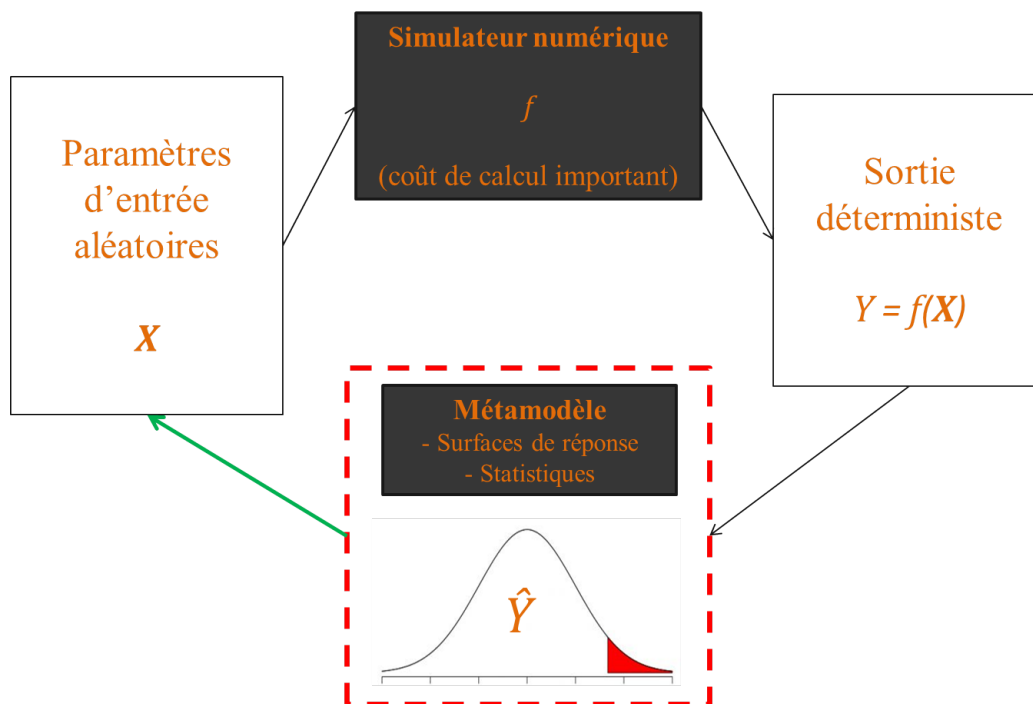 Simulateur numérique
f
(coût de calcul important)
Paramètres
d’entrée
aléatoires
X
Sortie
déterministe
Y = f(X)
Métamodèle
- Surfaces de réponse
- Statistiques
Ŷ